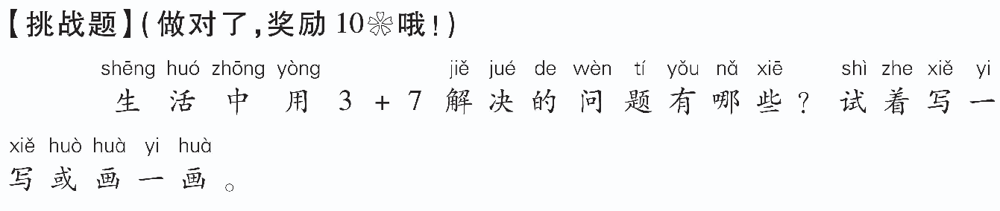 【挑战题】(做对了,奖励10❀哦!)
shēng huó zhōng yòng jiě jué de wèn tí yǒu nǎ xiē shì zhe xiě yi
生活中用 3 + 7 解决的问题有哪些？试着写一
xiě huò huà yi huà
写或画一画。